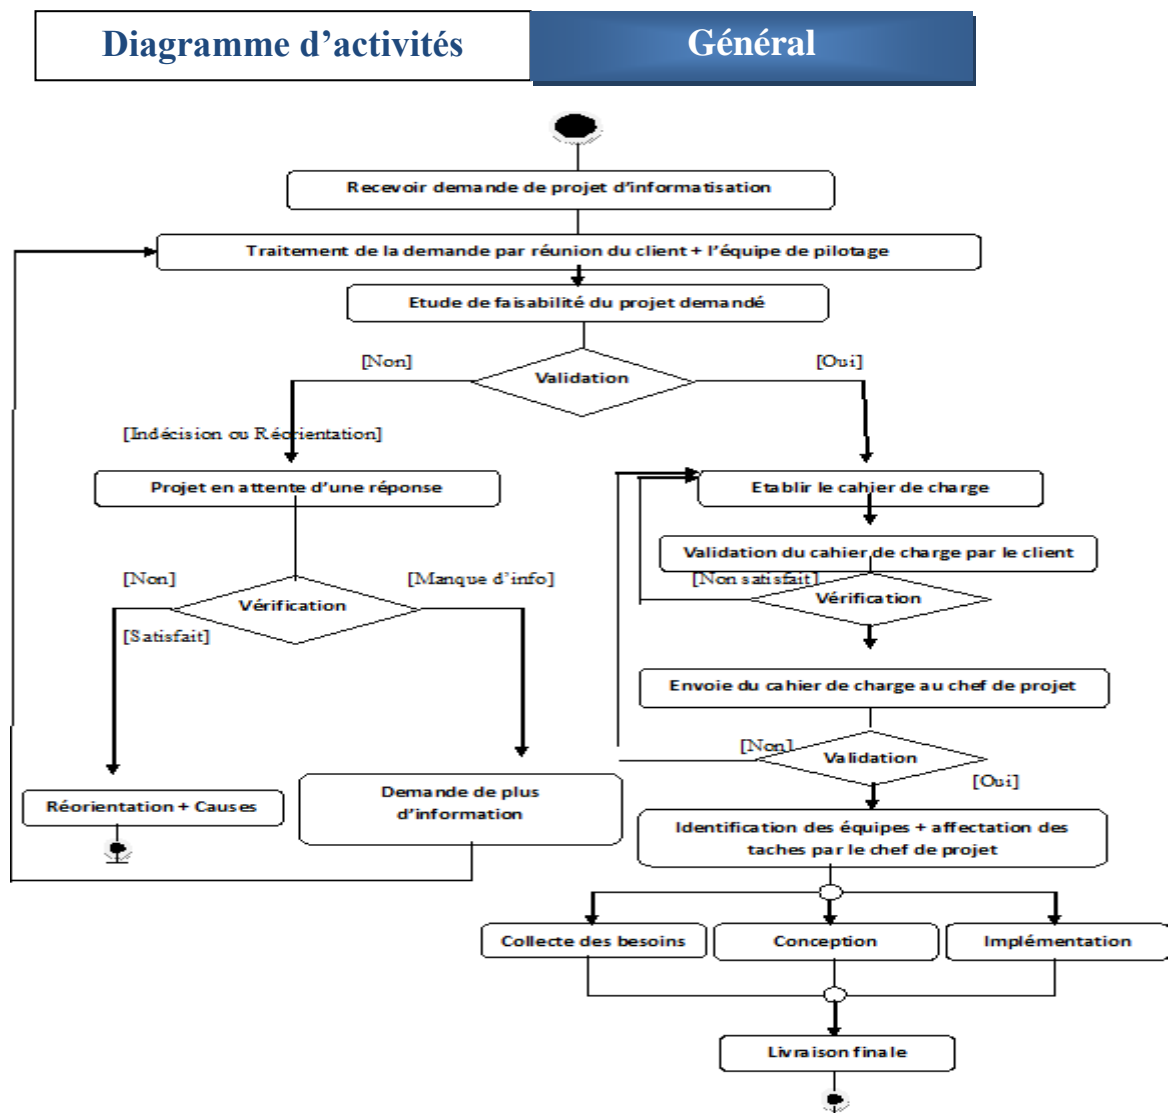 Diagramme d’activités
Général
Recevoir demande de projet d’informatisation
Traitement de la demande par réunion du client + l’équipe de pilotage
Etude de faisabilité du projet demandé
[Non]
[Oui]
Validation
[Indécision ou Réorientation]
Projet en attente d’une réponse
Etablir le cahier de charge
Validation du cahier de charge par le client
[Non]
[Manque d’info]
[Non satisfait]
Vérification
Vérification
[Satisfait]
Envoie du cahier de charge au chef de projet
[Non]
Validation
[Oui]
Réorientation + Causes
Demande de plus
d’information
Identification des équipes + affectation des
taches par le chef de projet
Collecte des besoins
Conception
Implémentation
Livraison finale